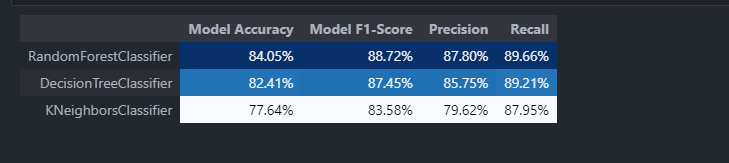 Model Accuracy Model F1-Score Precision Recall
RandomForestClassifier 84.05% 88.72% 87.80% 89.66%
DecisionTreeClassifier 82.41% 87.45% 85.75% 89.21%
KNeighborsClassifier 77.64% 83.58% 79.62% 87.95%